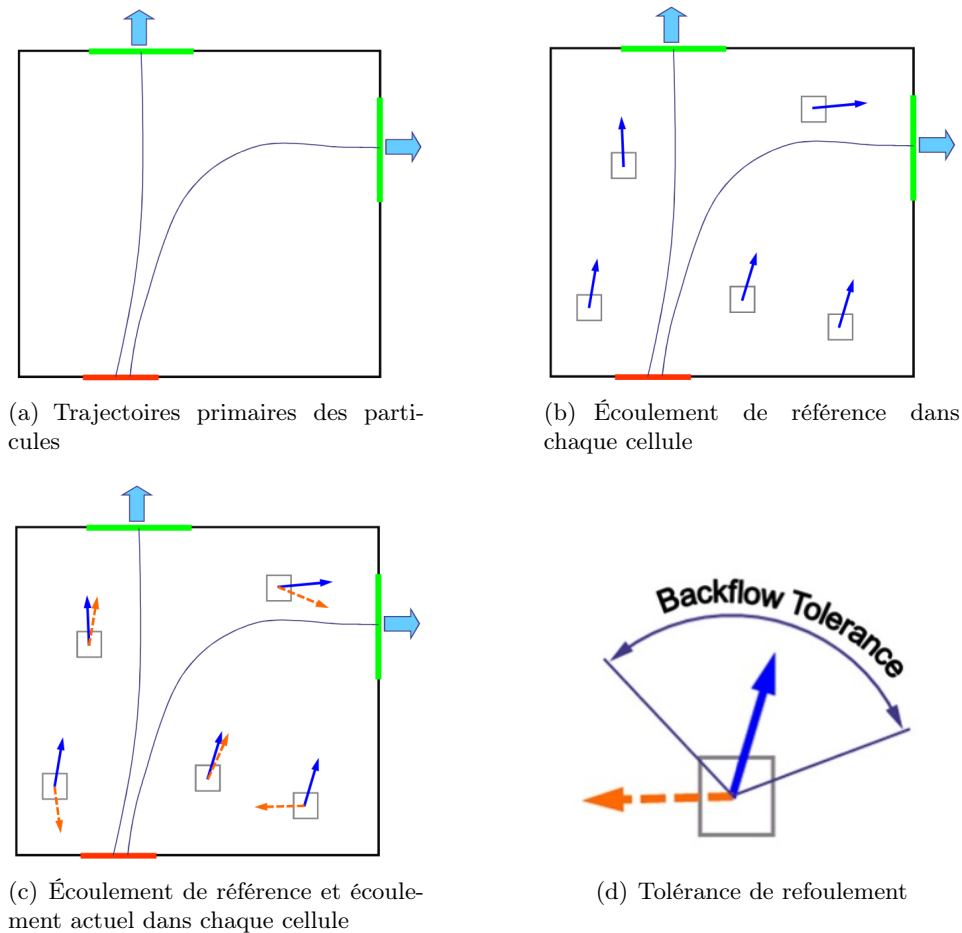 (a) Trajectoires primaires des parti-
cules
(b) Écoulement de référence dans
chaque cellule
(c) Écoulement de référence et écoule-
ment actuel dans chaque cellule
Backflow Tolerance
(d) Tolérance de refoulement